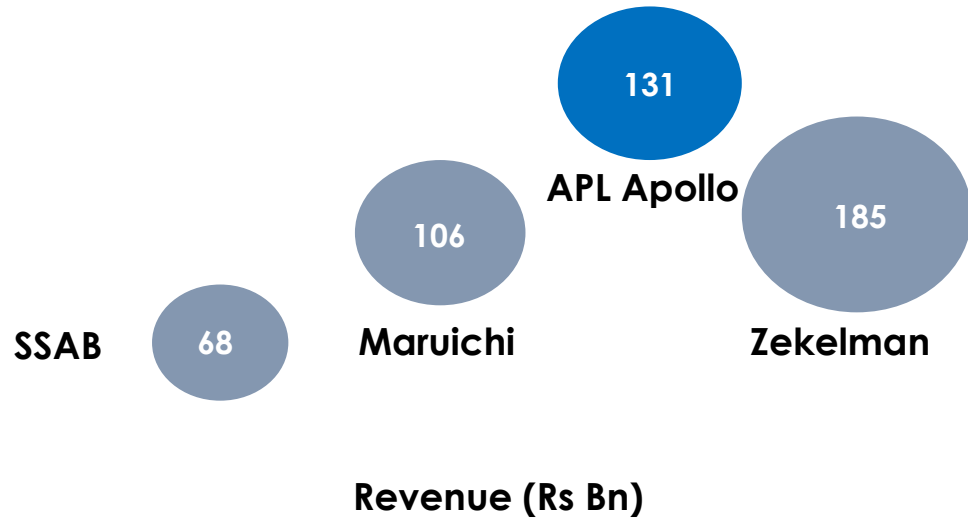 131
APL Apollo
185
106
SSAB
68
Maruichi
Zekelman
Revenue (Rs Bn)